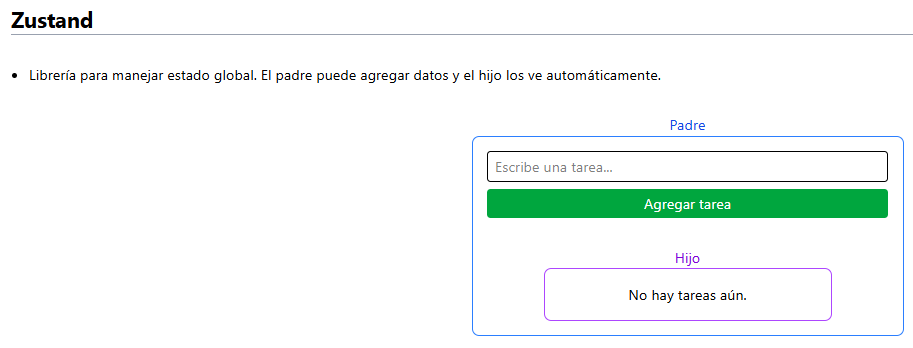 Zustand
• Librería para manejar estado global. El padre puede agregar datos y el hijo los ve automáticamente.
Padre
Escribe una tarea...
Agregar tarea
Hijo
No hay tareas aún.